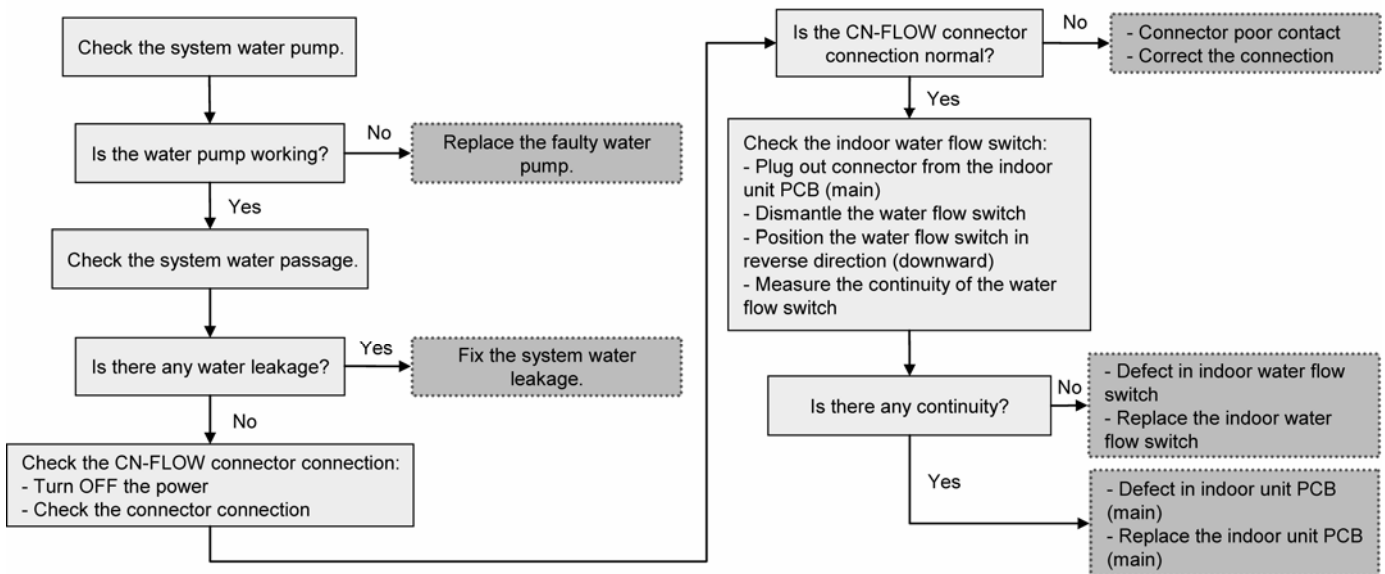 Check the system water pump.
Is the water pump working?
No
Replace the faulty water
pump.
Yes
Check the system water passage.
Is there any water leakage?
Yes
Fix the system water
leakage.
No
Check the CN-FLOW connector connection:
- Turn OFF the power
- Check the connector connection
Is the CN-FLOW connector
connection normal?
No
- Connector poor contact
- Correct the connection
Yes
Check the indoor water flow switch:
- Plug out connector from the indoor
unit PCB (main)
- Dismantle the water flow switch
- Position the water flow switch in
reverse direction (downward)
- Measure the continuity of the water
flow switch
Is there any continuity?
No
- Defect in indoor water flow
switch
- Replace the indoor water
flow switch
Yes
- Defect in indoor unit PCB
(main)
- Replace the indoor unit PCB
(main)